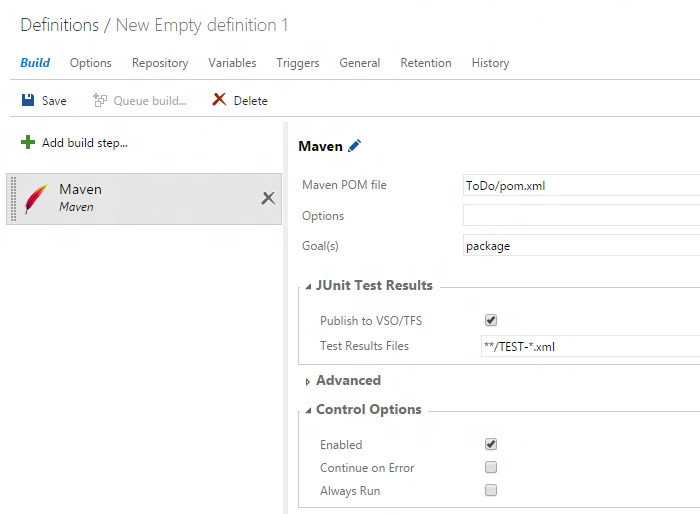 Definitions / New Empty definition 1
Build Options Repository Variables Triggers General Retention History
Save Queue build... Delete
Add build step...
Maven
Maven
Maven
Maven POM file ToDo/pom.xml
Options
Goal(s) package
JUnit Test Results
Publish to VSO/TFS
Test Results Files **/TEST-*.xml
Advanced
Control Options
Enabled
Continue on Error
Always Run